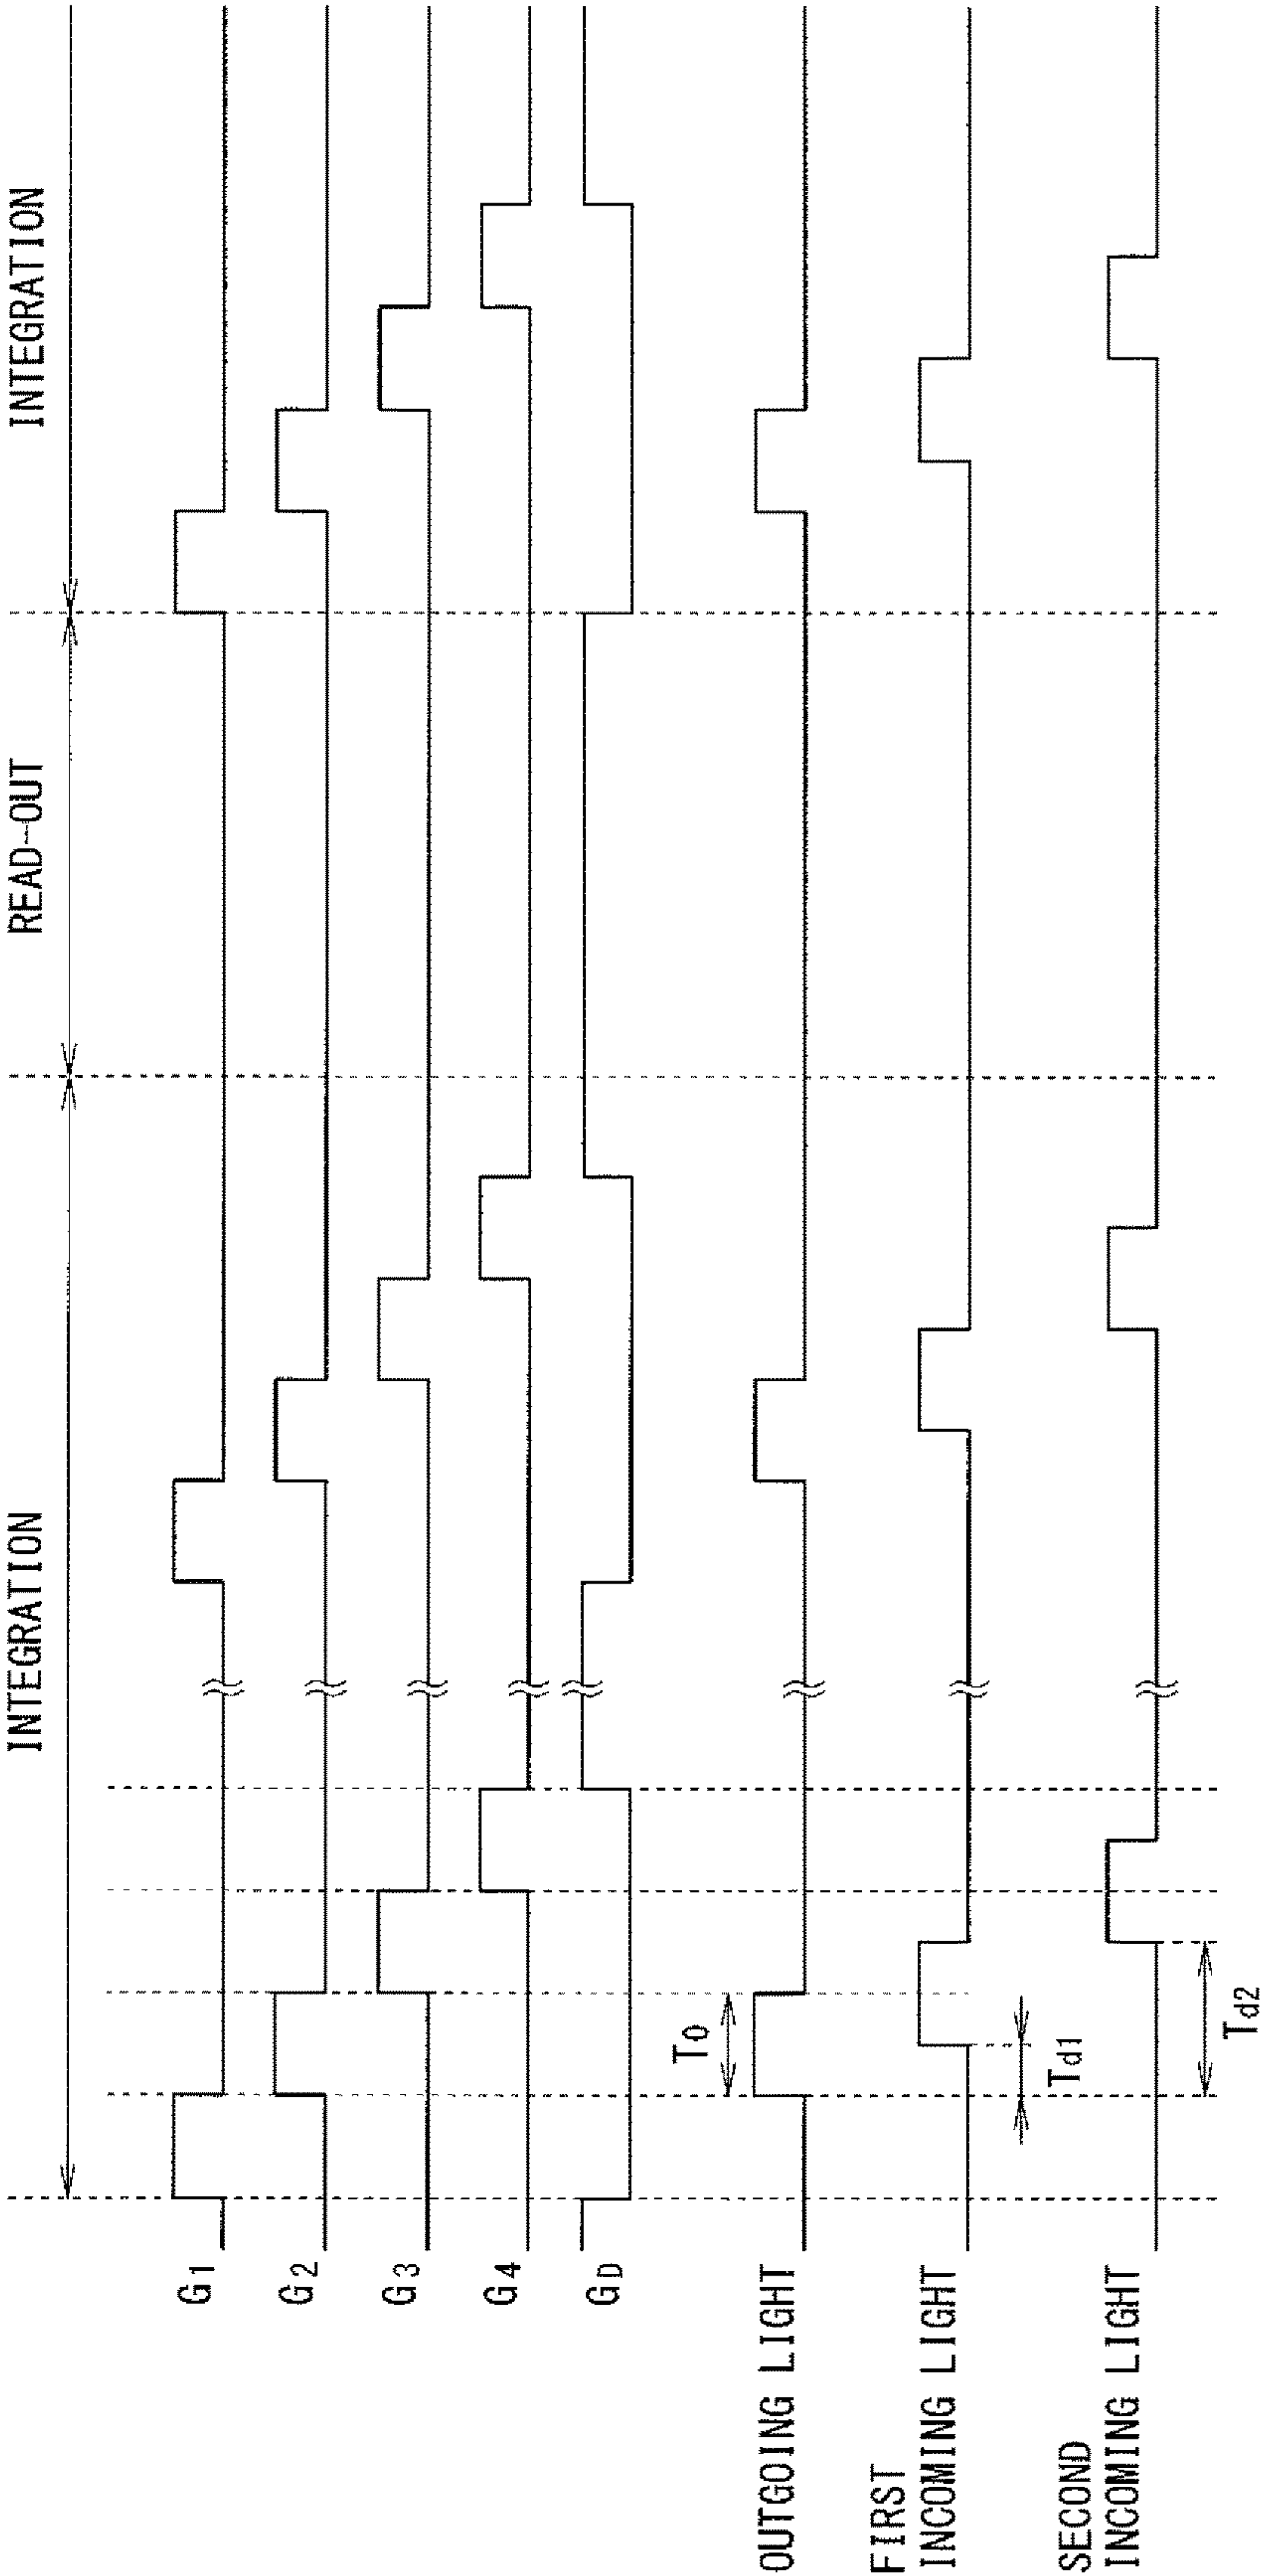 INTEGRATION
READ-OUT
INTEGRATION
G1
G2
G3
G4
GD
OUTGOING LIGHT
T0
FIRST
INCOMING LIGHT
Td1
SECOND
INCOMING LIGHT
Td2